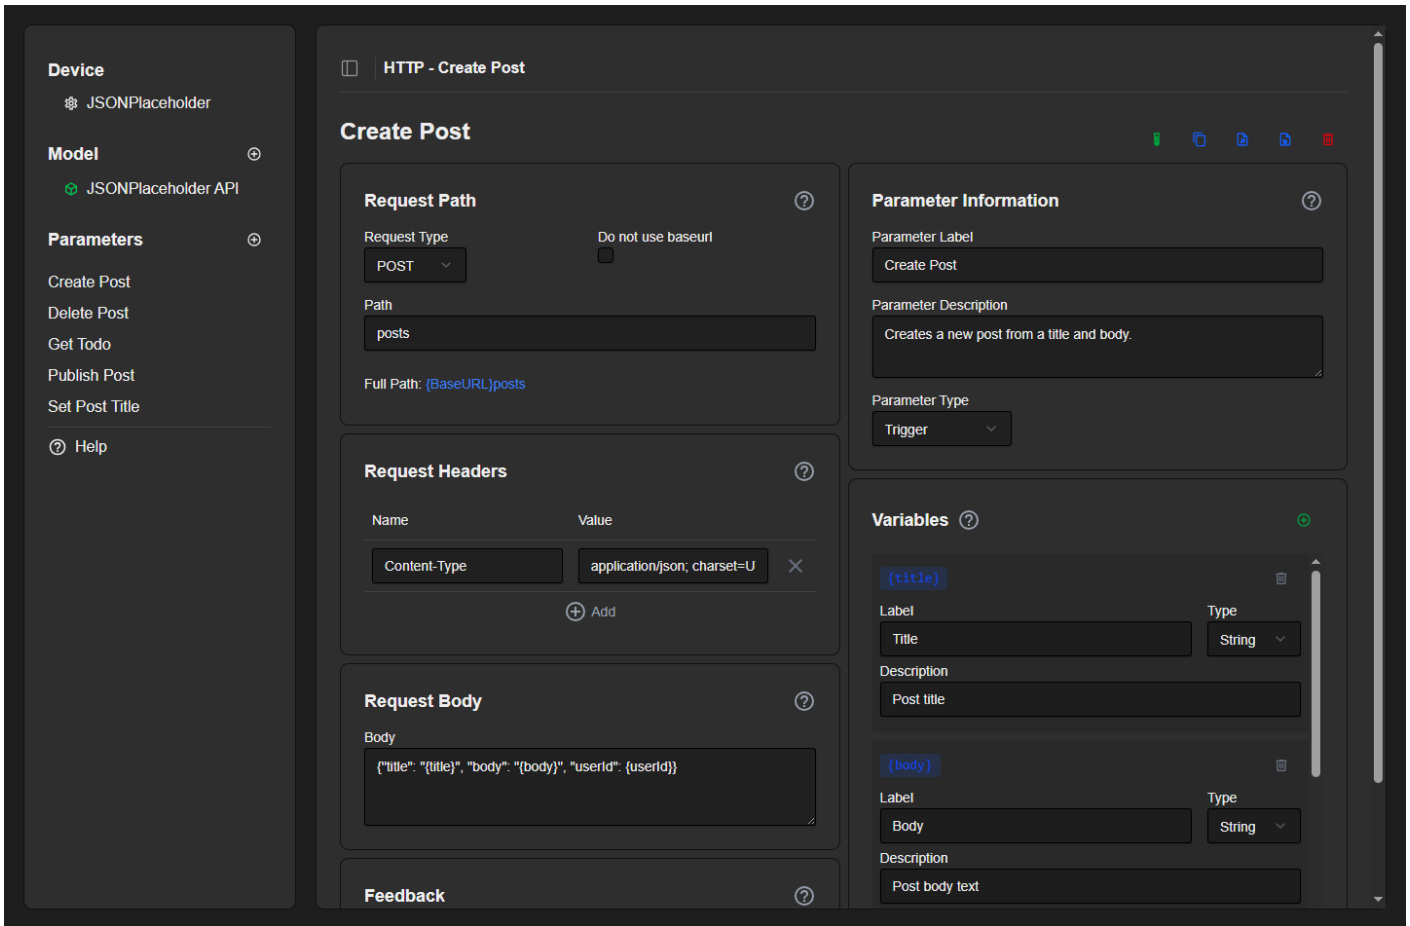 Device
JSONPlaceholder
Model
JSONPlaceholder API
Parameters
Create Post
Delete Post
Get Todo
Publish Post
Set Post Title
Help
HTTP - Create Post
Create Post
Request Path
Request Type
Do not use baseurl
POST
Path
posts
Full Path: {BaseURL}posts
Request Headers
Name Value
Content-Type application/json; charset=U
Add
Request Body
Body
{"title": "{title}", "body": "{body}", "userId": {userId}}
Feedback
Parameter Information
Parameter Label
Create Post
Parameter Description
Creates a new post from a title and body.
Parameter Type
Trigger
Variables
{title}
Label Type
Title String
Description
Post title
{body}
Label Type
Body String
Description
Post body text